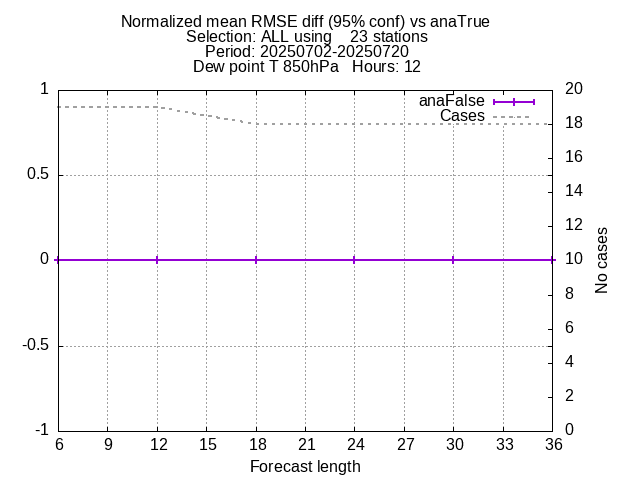 Normalized mean RMSE diff (95% conf) vs anaTrue
Selection: ALL using    23 stations
Period: 20250702-20250720
Dew point T 850hPa   Hours: 12
anaFalse
Cases
1
0.5
0
-0.5
-1
20
18
16
14
12
10
8
6
4
2
0
No cases
6 9 12 15 18 21 24 27 30 33 36
Forecast length